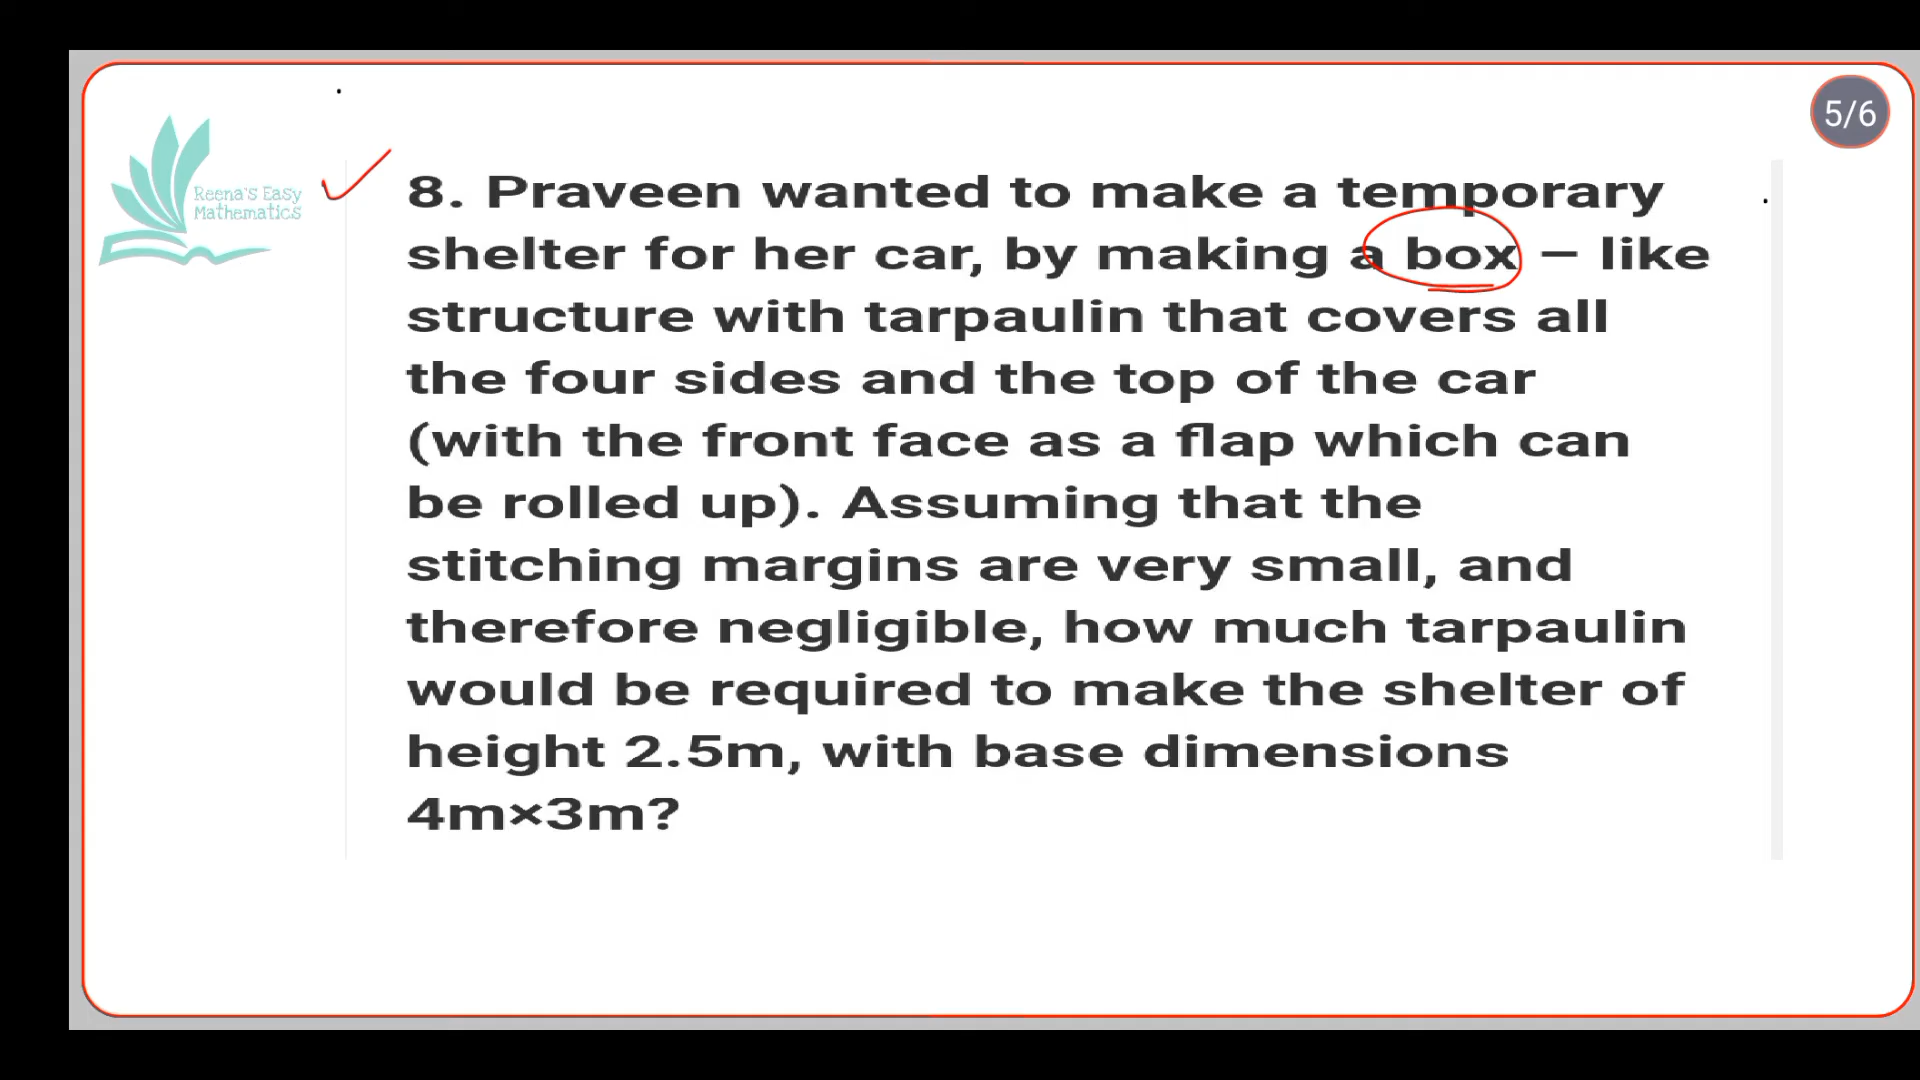 5/6
Reena's Easy
Mathematics
8. Praveen wanted to make a temporary
shelter for her car, by making a box – like
structure with tarpaulin that covers all
the four sides and the top of the car
(with the front face as a flap which can
be rolled up). Assuming that the
stitching margins are very small, and
therefore negligible, how much tarpaulin
would be required to make the shelter of
height 2.5m, with base dimensions
4m×3m?